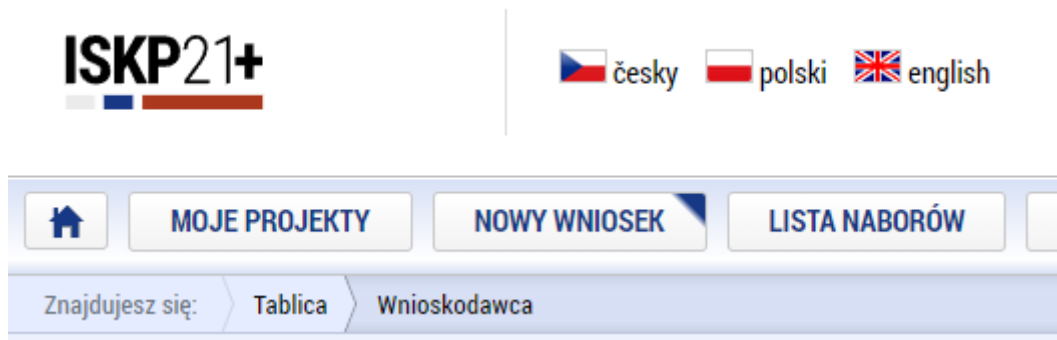 ISKP21+
česky polski english
MOJE PROJEKTY NOWY WNIOSEK LISTA NABORÓW
Znajdujesz się: Tablica Wnioskodawca